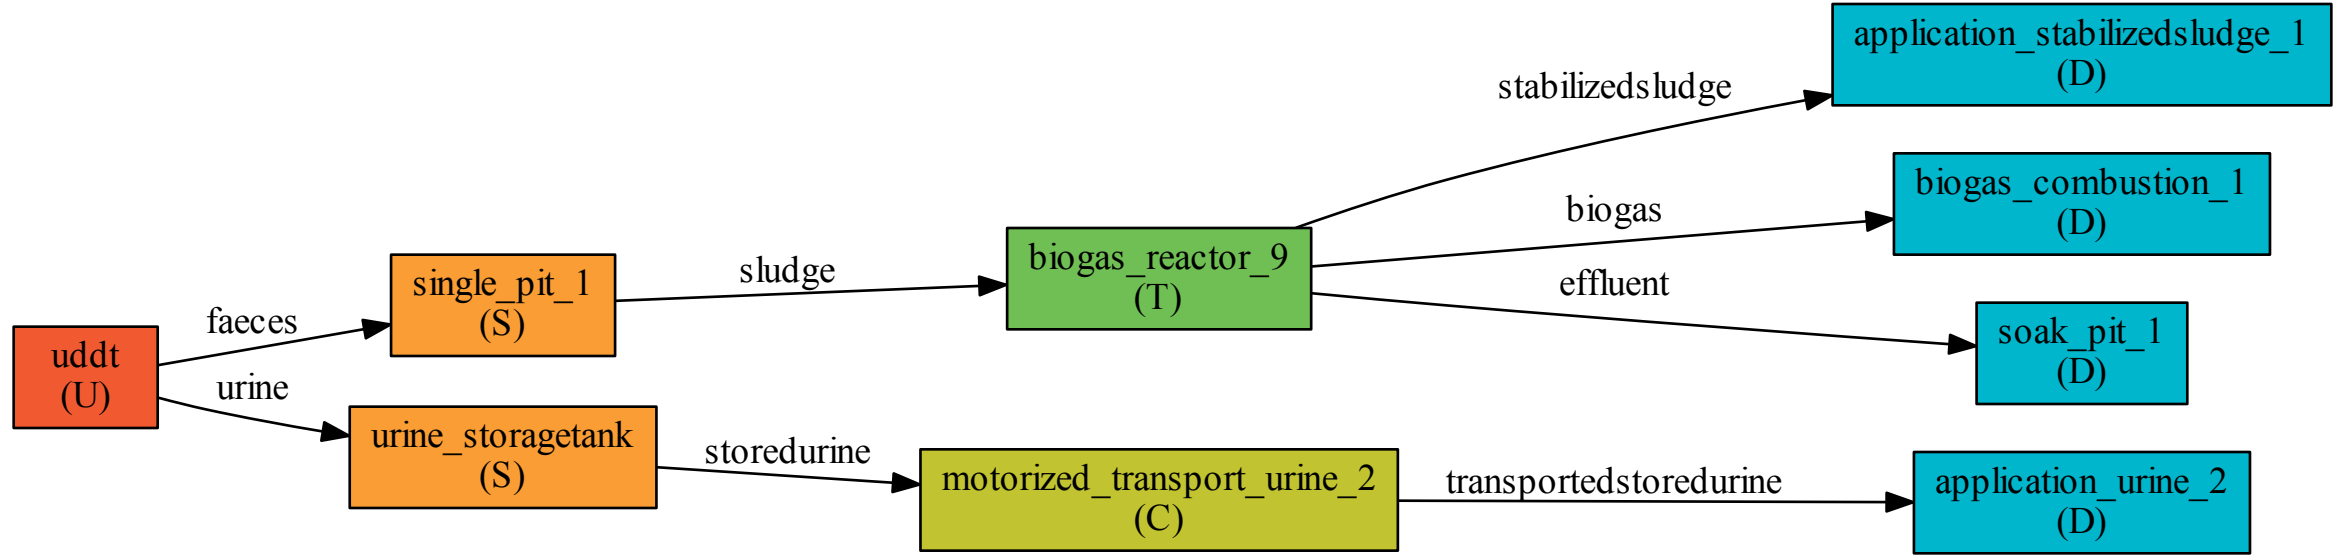 application_stabilizedsludge_1
(D)
stabilizedsludge
biogas_combustion_1
(D)
biogas
biogas_reactor_9
(T)
effluent
single_pit_1
(S)
sludge
faeces
soak_pit_1
(D)
uddt
(U)
urine
urine_storagetank
(S)
storedurine
motorized_transport_urine_2
(C)
transportedstoredurine
application_urine_2
(D)